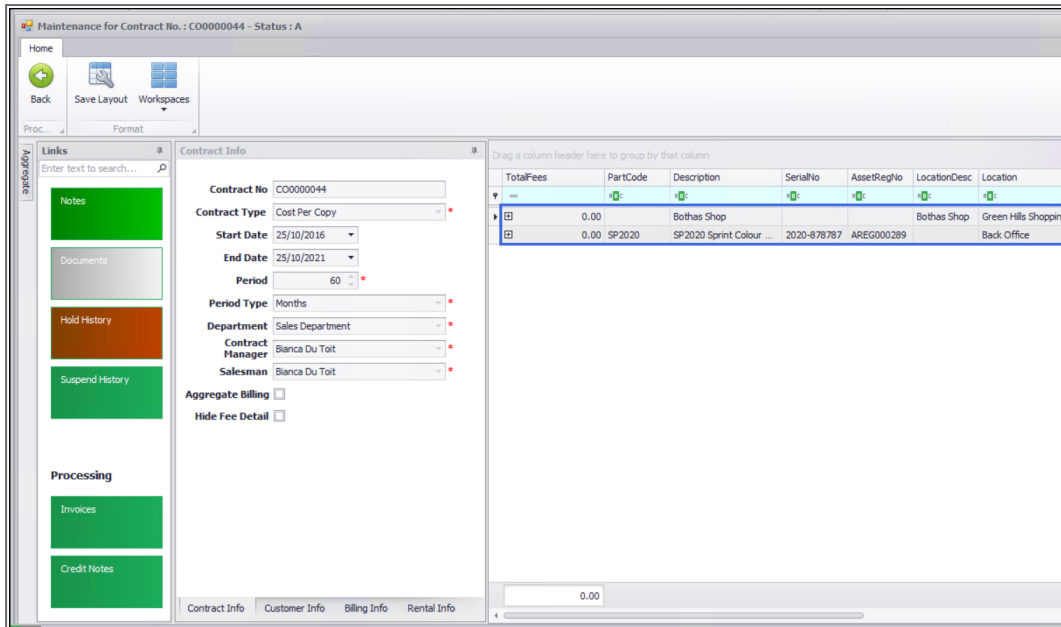 Maintenance for Contract No. : CO0000044 - Status : A
Home
Back
Save Layout
Workspaces
Proc...
Format
Aggregate
Links
Enter text to search...
Notes
Documents
Hold History
Suspend History
Processing
Invoices
Credit Notes
Contract Info
Contract No CO0000044
Contract Type Cost Per Copy *
Start Date 25/10/2016
End Date 25/10/2021
Period 60 *
Period Type Months *
Department Sales Department *
Contract
Manager Bianca Du Toit *
Salesman Bianca Du Toit *
Aggregate Billing
Hide Fee Detail
Contract Info Customer Info Billing Info Rental Info
Drag a column header here to group by that column
TotalFees PartCode Description SerialNo AssetRegNo LocationDesc Location
= ABC ABC ABC ABC ABC ABC
0.00 Bothas Shop Bothas Shop Green Hills Shoppin
0.00 SP2020 SP2020 Sprint Colour ... 2020-878787 AREG000289 Back Office
0.00